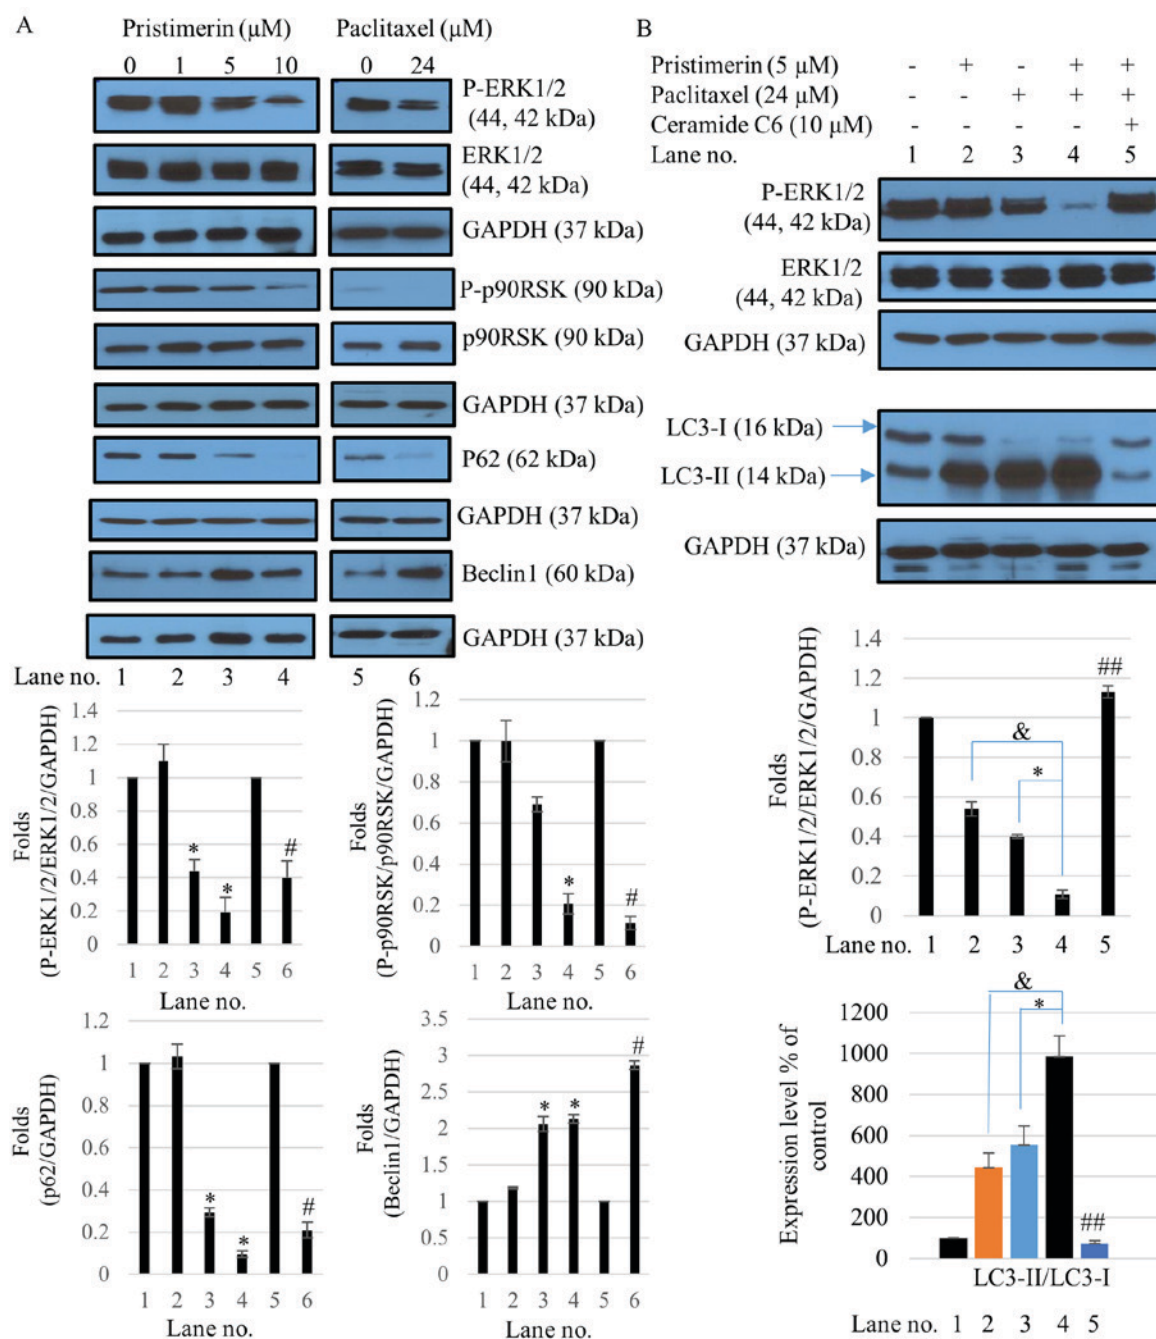 A
Pristimerin (µM)
Paclitaxel (µM)
0 1 5 10
0 24
P-ERK1/2
(44, 42 kDa)
ERK1/2
(44, 42 kDa)
GAPDH (37 kDa)
P-p90RSK (90 kDa)
p90RSK (90 kDa)
GAPDH (37 kDa)
P62 (62 kDa)
GAPDH (37 kDa)
Beclin1 (60 kDa)
GAPDH (37 kDa)
Lane no. 1 2 3 4 5 6
Folds
(P-ERK1/2/ERK1/2/GAPDH)
1.4
1.2
1
0.8
0.6
0.4
0.2
0
* * #
1 2 3 4 5 6
Lane no.
Folds
(P-p90RSK/p90RSK/GAPDH)
1.2
1
0.8
0.6
0.4
0.2
0
* #
1 2 3 4 5 6
Lane no.
Folds
(p62/GAPDH)
1.2
1
0.8
0.6
0.4
0.2
0
* * #
1 2 3 4 5 6
Lane no.
Folds
(Beclin1/GAPDH)
3.5
3
2.5
2
1.5
1
0.5
0
* * #
1 2 3 4 5 6
Lane no.
B
Pristimerin (5 µM) - + - + +
Paclitaxel (24 µM) - - + + +
Ceramide C6 (10 µM) - - - - +
Lane no. 1 2 3 4 5
P-ERK1/2
(44, 42 kDa)
ERK1/2
(44, 42 kDa)
GAPDH (37 kDa)
LC3-I (16 kDa)
LC3-II (14 kDa)
GAPDH (37 kDa)
Folds
(P-ERK1/2/ERK1/2/GAPDH)
1.4
1.2
1
0.8
0.6
0.4
0.2
0
& * ##
Lane no. 1 2 3 4 5
Expression level % of
control
1200
1000
800
600
400
200
0
& * ##
LC3-II/LC3-I
Lane no. 1 2 3 4 5